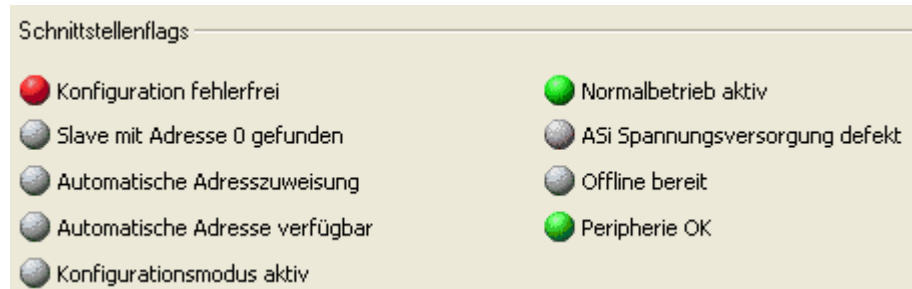 Schnittstellenflags
Konfiguration fehlerfrei
Slave mit Adresse 0 gefunden
Automatische Adresszuweisung
Automatische Adresse verfügbar
Konfigurationsmodus aktiv
Normalbetrieb aktiv
ASi Spannungsversorgung defekt
Offline bereit
Peripherie OK